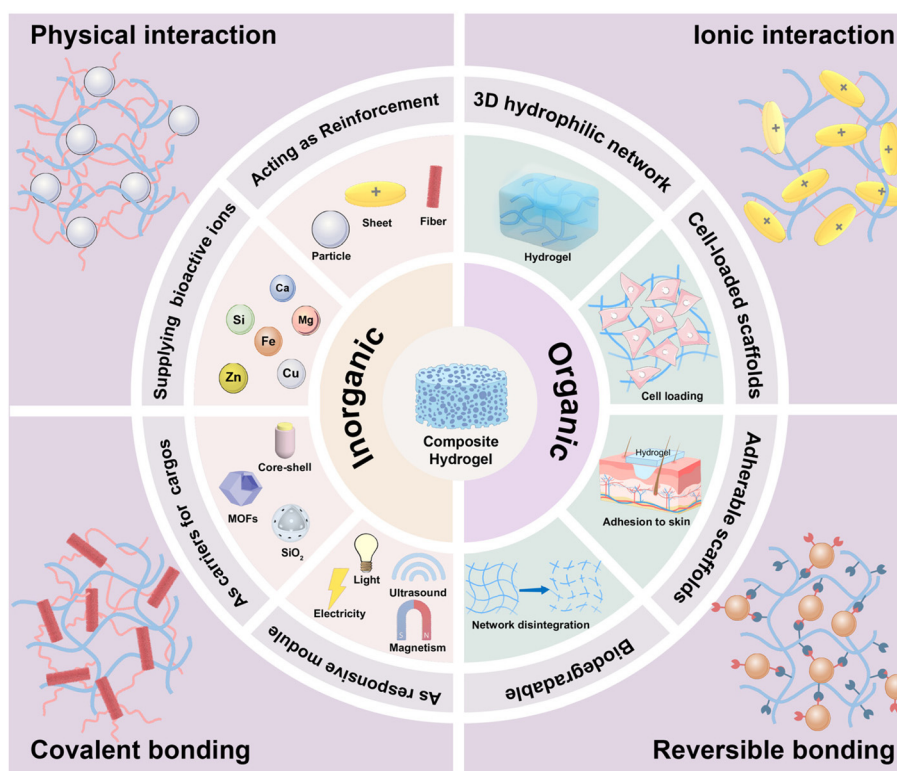 Physical interaction
Ionic interaction
Acting as Reinforcement
3D hydrophilic network
Supplying bioactive ions
Cell-loaded scaffolds
+
Particle
Sheet
Fiber
Hydrogel
Ca
Si
Mg
Fe
Zn
Cu
Cell loading
Inorganic
Organic
Composite
Hydrogel
Core-shell
MOFs
SiO₂
Hydrogel
Adhesion to skin
As carriers for cargos
Adherable scaffolds
Light
Ultrasound
Electricity
S N
Magnetism
Network disintegration
As responsive module
Biodegradable
Covalent bonding
Reversible bonding